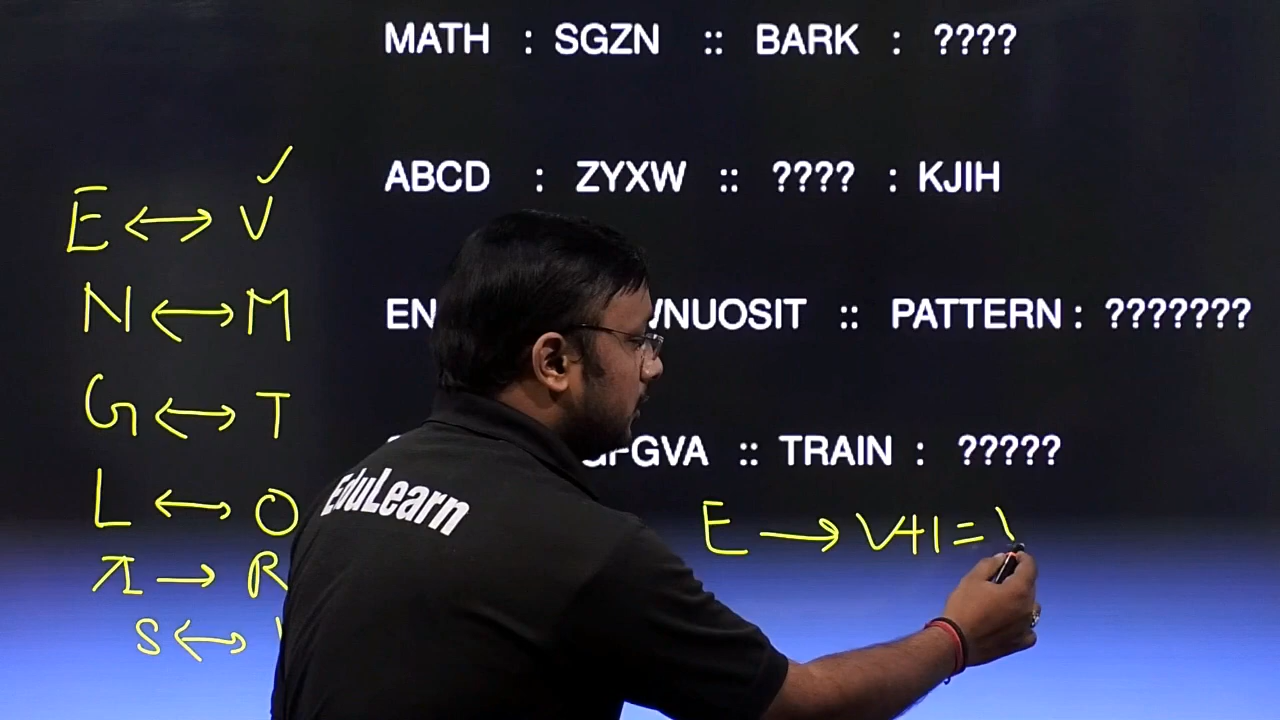 MATH : SGZN :: BARK : ????
ABCD : ZYXW :: ???? : KJIH
EN VNUOSIT :: PATTERN : ???????
GFGVA :: TRAIN : ?????
E ↔ V ✓
N ↔ M
G ↔ T
L ↔ O
→ R
S ↔
E → V+1 =
EduLearn